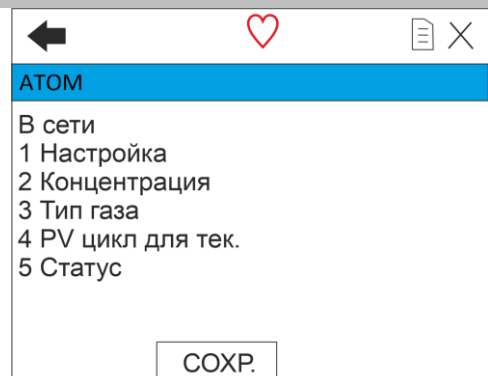 ATOM
В сети
1 Настройка
2 Концентрация
3 Тип газа
4 PV цикл для тек.
5 Статус
СОХР.